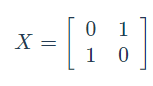 X = [ 0 1
1 0 ]